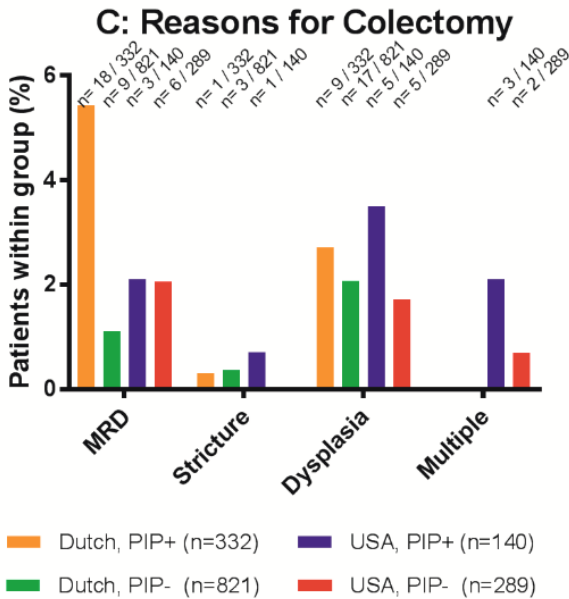 C: Reasons for Colectomy
n= 18 / 332
n= 9 / 821
n= 3 / 140
n= 6 / 289
n= 1 / 332
n= 3 / 821
n= 1 / 140
n= 9 / 332
n= 17 / 821
n= 5 / 140
n= 5 / 289
n= 3 / 140
n= 2 / 289
Patients within group (%)
6
4
2
0
MRD
Stricture
Dysplasia
Multiple
Dutch, PIP+ (n=332)
USA, PIP+ (n=140)
Dutch, PIP- (n=821)
USA, PIP- (n=289)